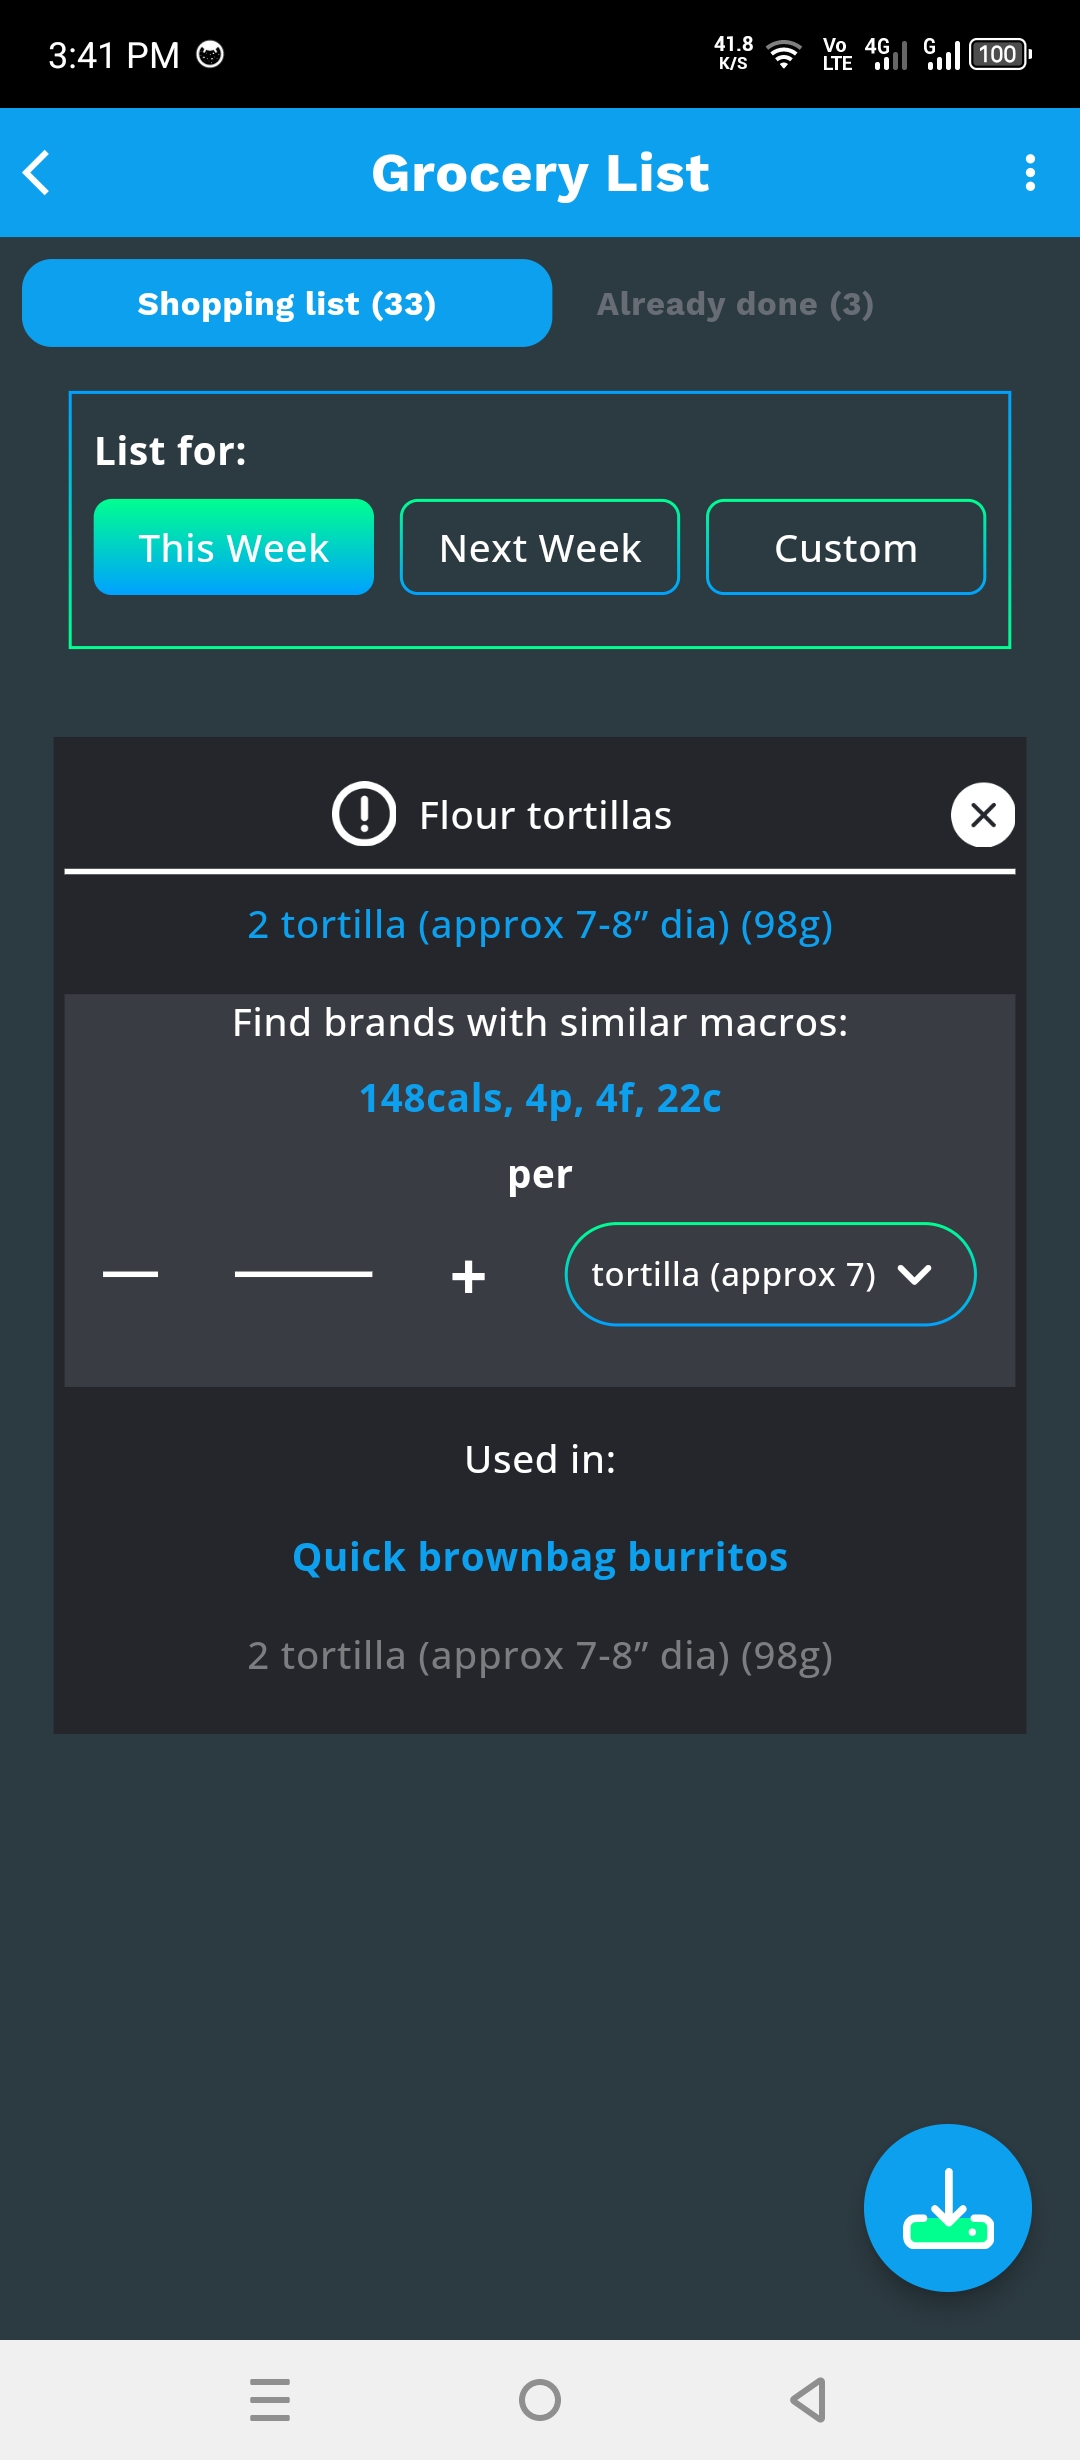 3:41 PM
41.8
K/S
Vo
LTE
4G
G
100
Grocery List
Shopping list (33)
Already done (3)
List for:
This Week
Next Week
Custom
Flour tortillas
2 tortilla (approx 7-8” dia) (98g)
Find brands with similar macros:
148cals, 4p, 4f, 22c
per
tortilla (approx 7)
Used in:
Quick brownbag burritos
2 tortilla (approx 7-8” dia) (98g)